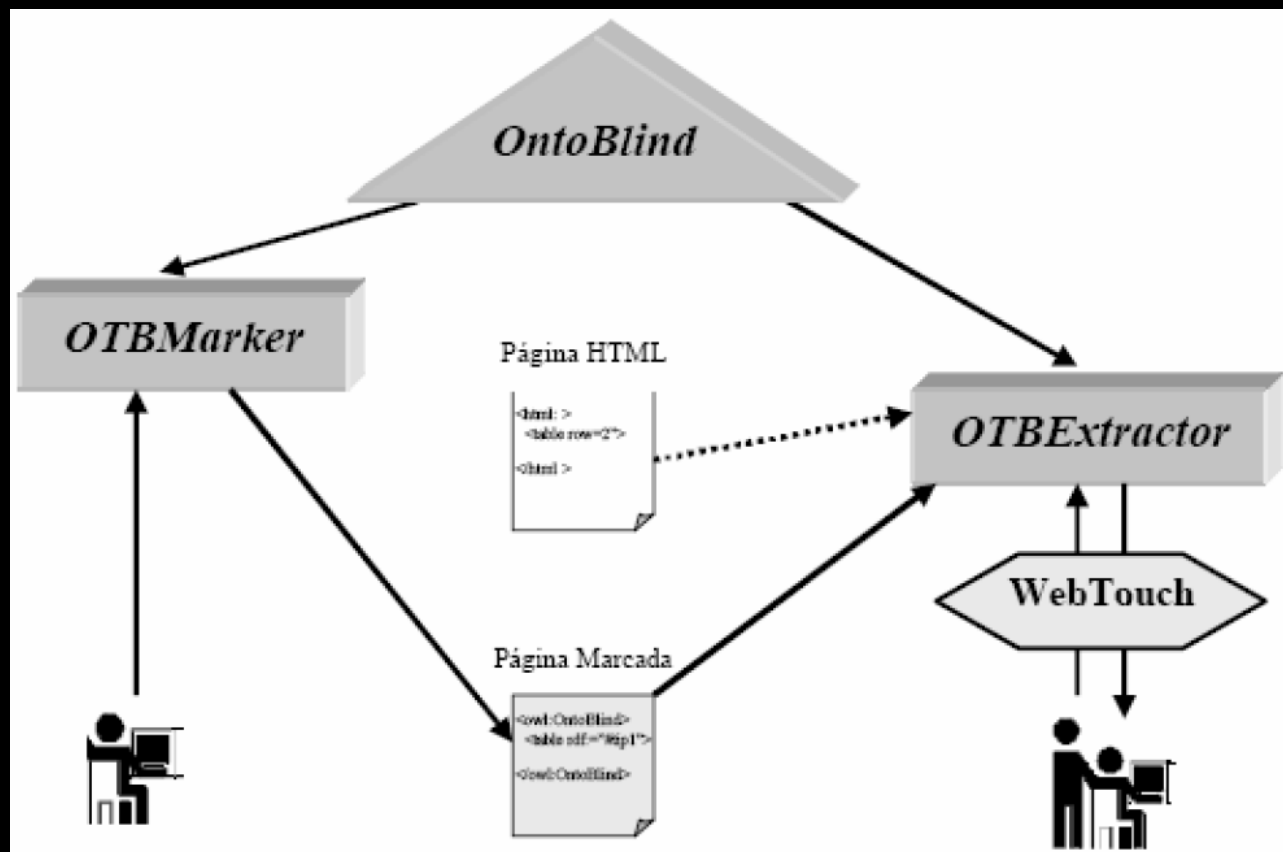 OntoBlind
OTBMarker
Página HTML
<html: >
<table row=2">
</html >
OTBExtractor
WebTouch
Página Marcada
<owl:OntoBlind>
<table rdf:="#tip1">
</owl:OntoBlind>